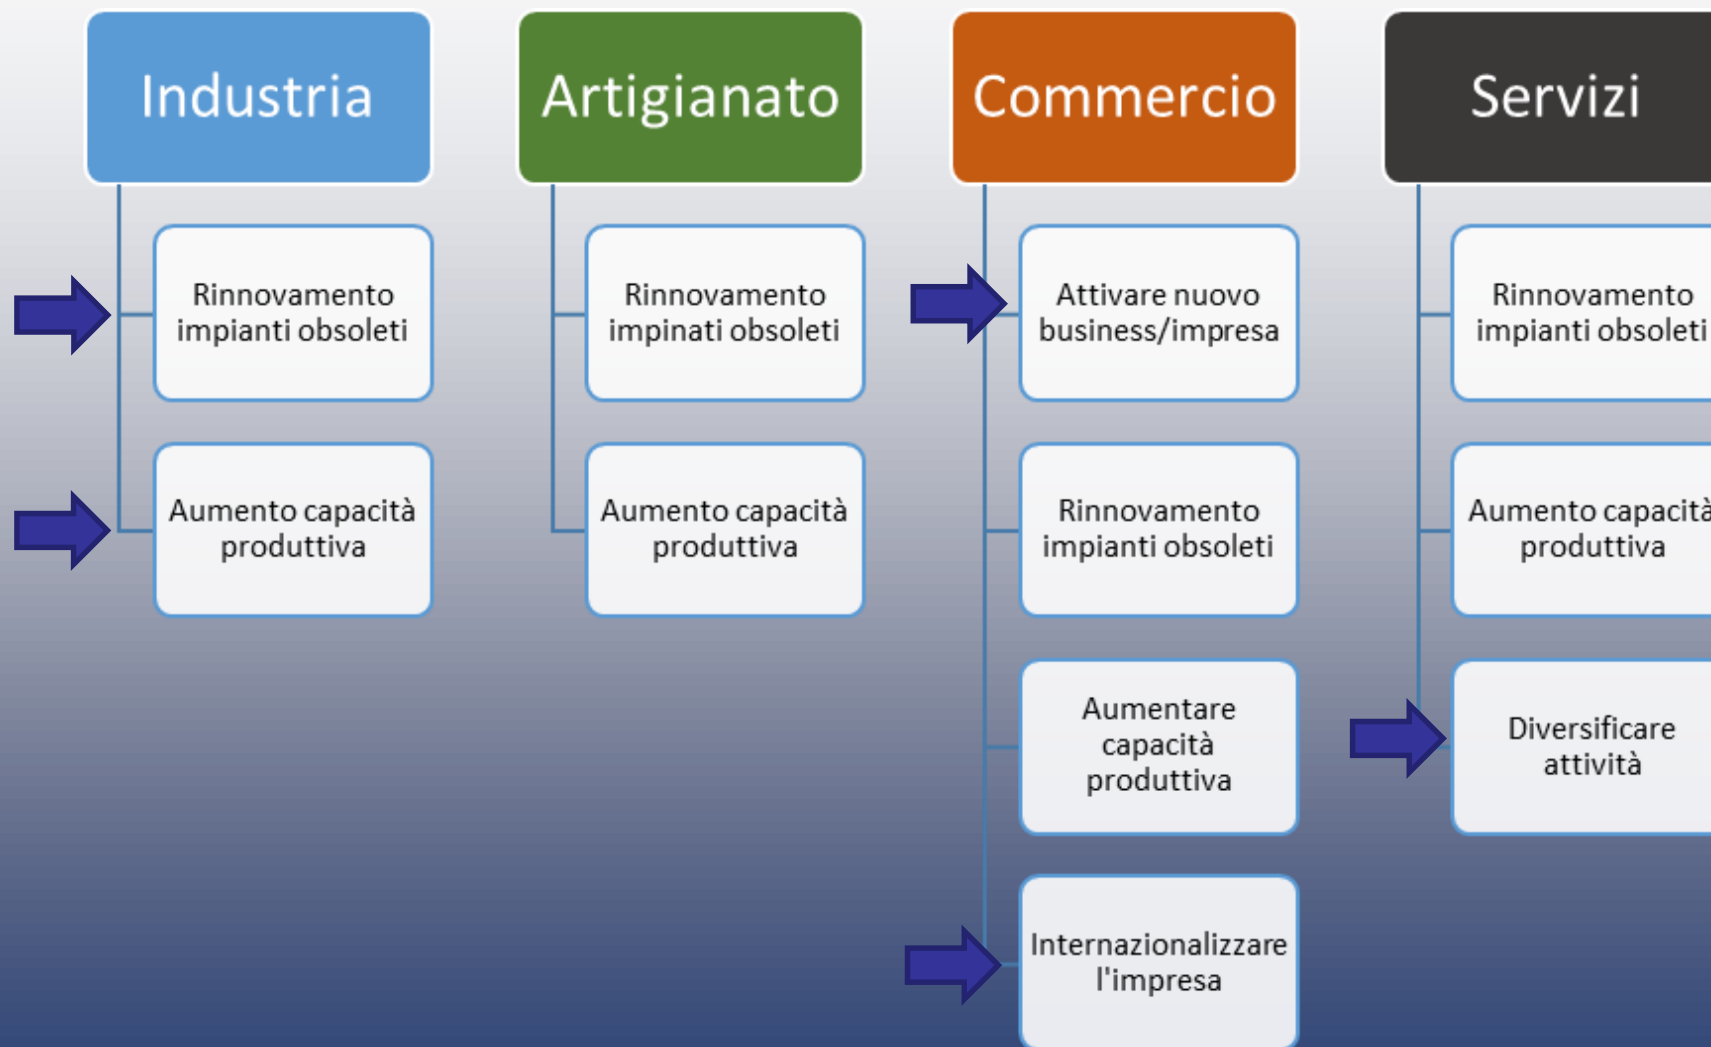 Industria
Rinnovamento
impianti obsoleti
Aumento capacità
produttiva
Artigianato
Rinnovamento
impinati obsoleti
Aumento capacità
produttiva
Commercio
Attivare nuovo
business/impresa
Rinnovamento
impianti obsoleti
Aumentare
capacità
produttiva
Internazionalizzare
l'impresa
Servizi
Rinnovamento
impianti obsoleti
Aumento capacità
produttiva
Diversificare
attività